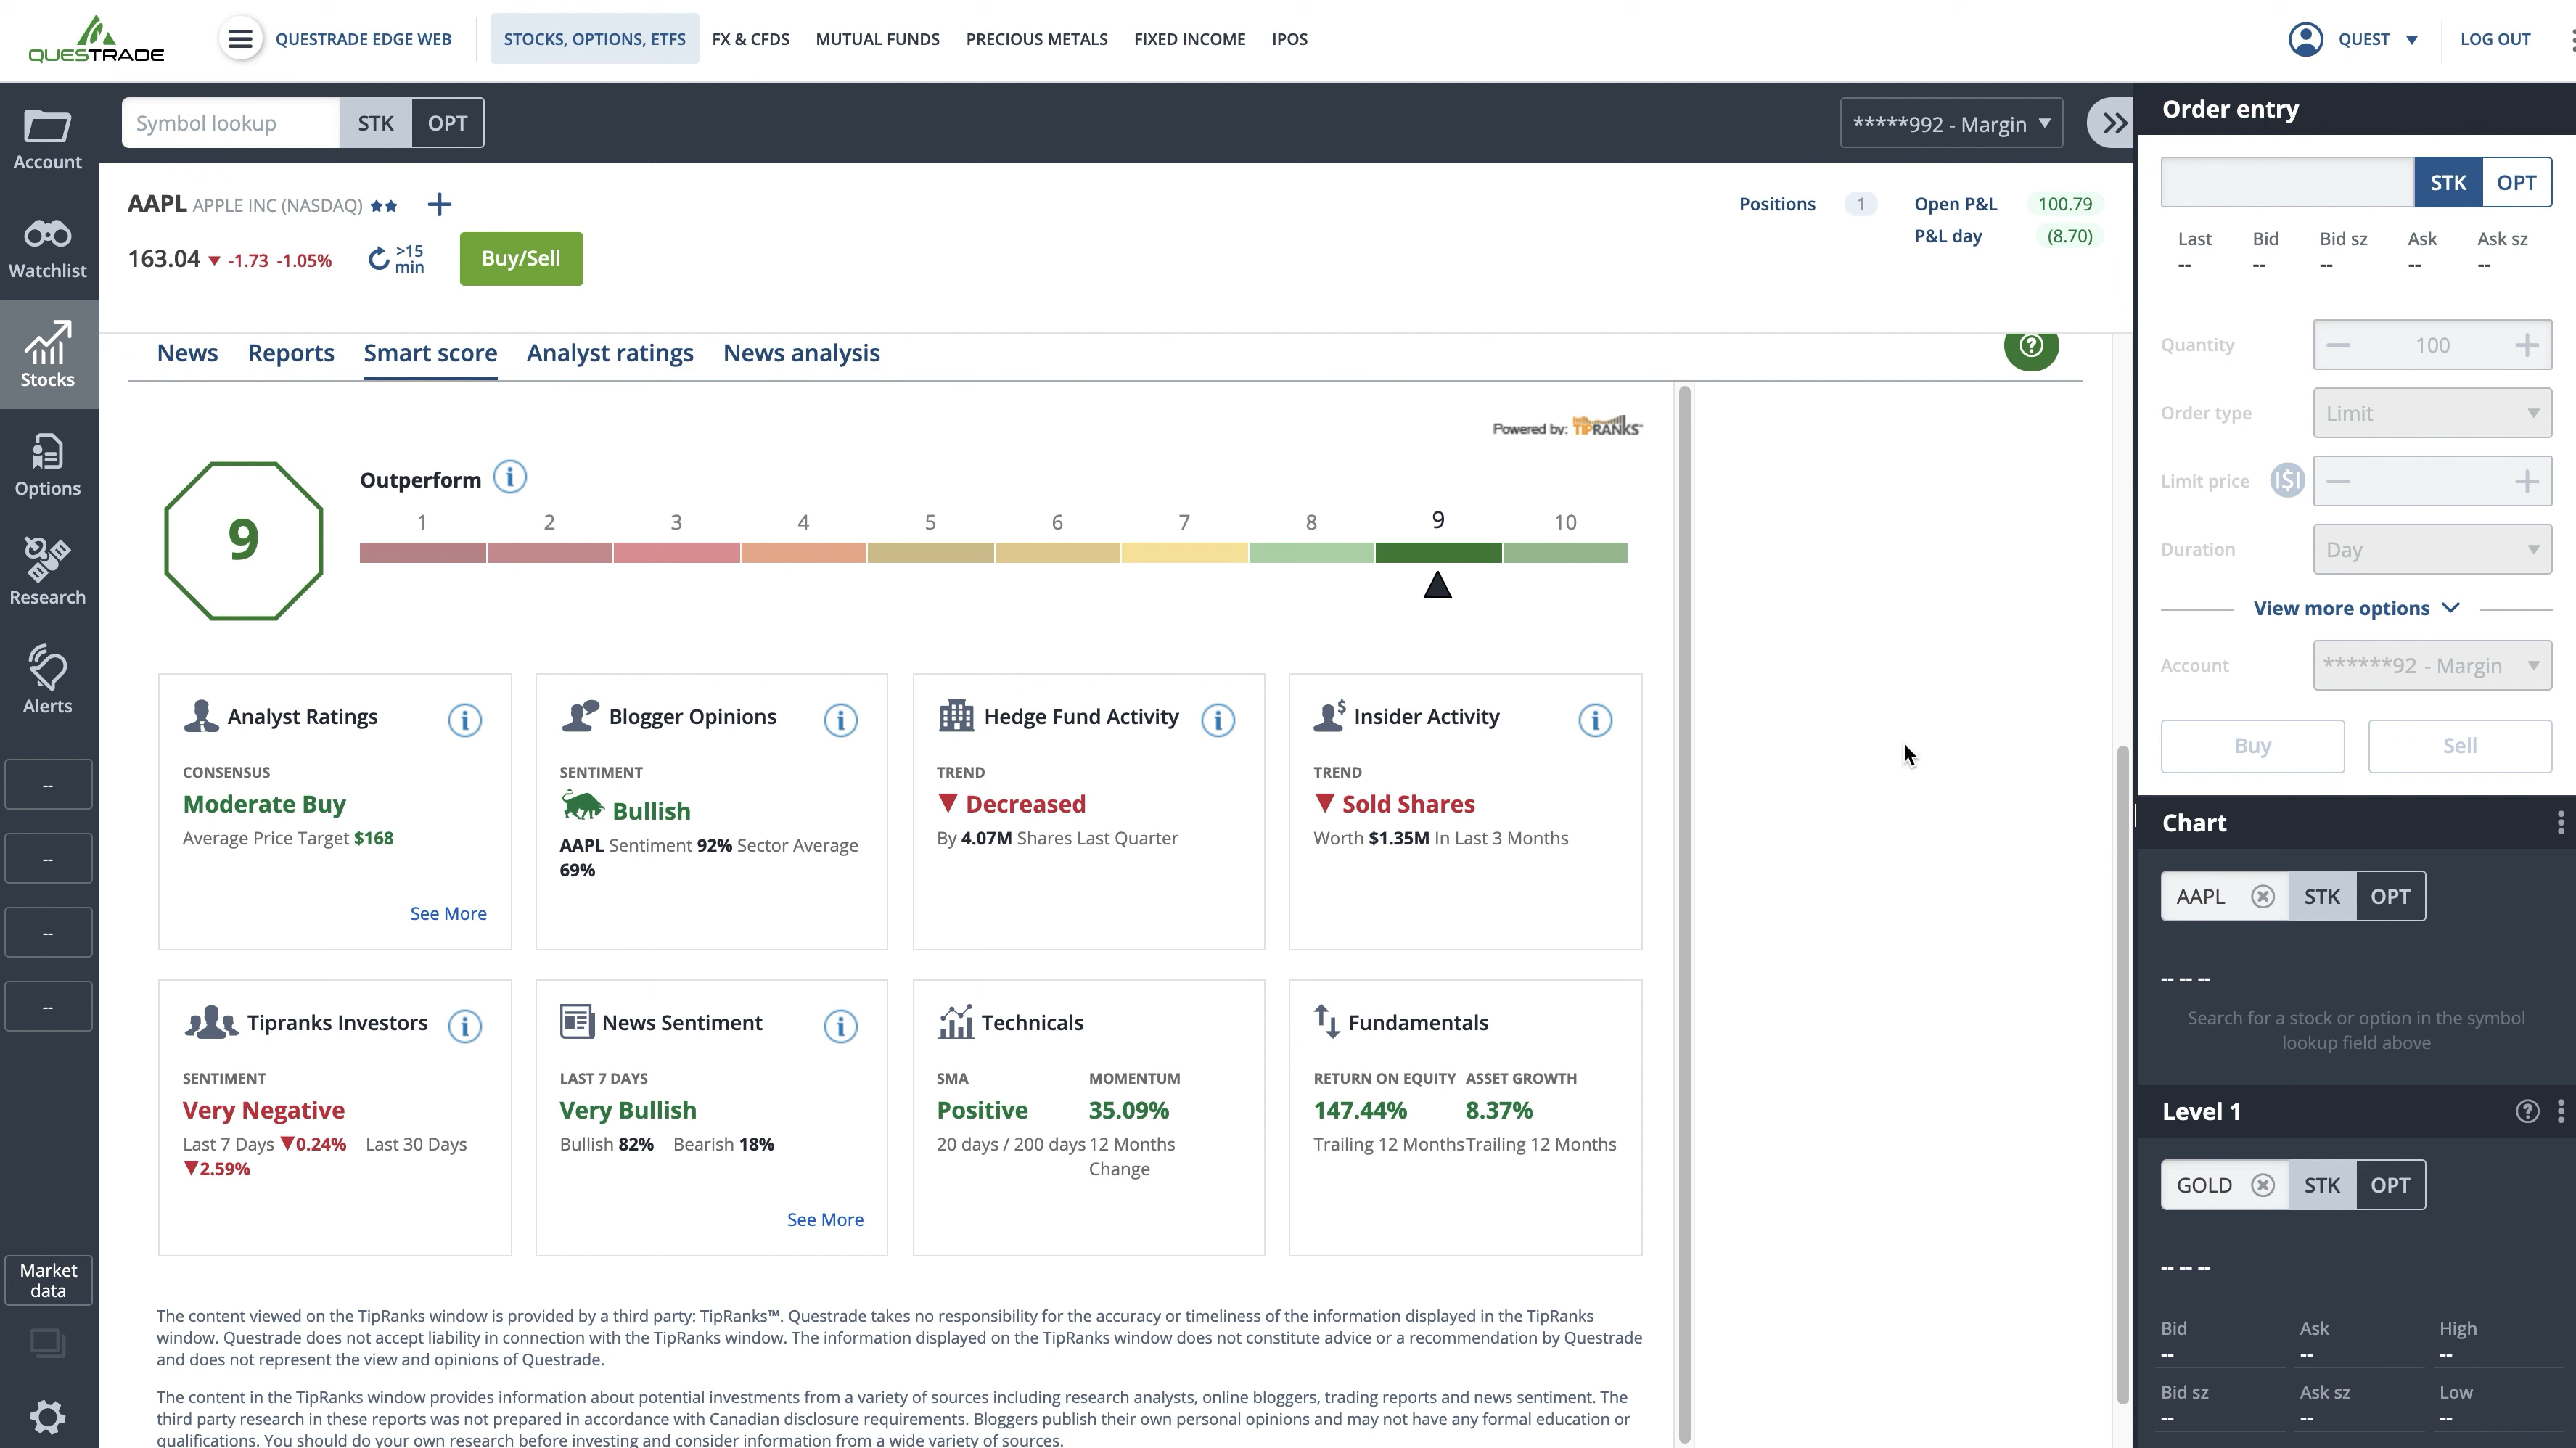 QUESTRADE
QUESTRADE EDGE WEB
STOCKS, OPTIONS, ETFS
FX & CFDS
MUTUAL FUNDS
PRECIOUS METALS
FIXED INCOME
IPOS
QUEST
LOG OUT
Account
Watchlist
Stocks
Options
Research
Alerts
--
--
--
--
Market
data
Symbol lookup
STK
OPT
*****992 - Margin
AAPL APPLE INC (NASDAQ)
Positions 1
Open P&L 100.79
P&L day (8.70)
163.04 -1.73 -1.05%
>15
min
Buy/Sell
News
Reports
Smart score
Analyst ratings
News analysis
Powered by: TIPRANKS
9
Outperform
1 2 3 4 5 6 7 8 9 10
Analyst Ratings
CONSENSUS
Moderate Buy
Average Price Target $168
See More
Blogger Opinions
SENTIMENT
Bullish
AAPL Sentiment 92% Sector Average
69%
Hedge Fund Activity
TREND
Decreased
By 4.07M Shares Last Quarter
Insider Activity
TREND
Sold Shares
Worth $1.35M In Last 3 Months
Tipranks Investors
SENTIMENT
Very Negative
Last 7 Days ▼0.24% Last 30 Days
▼2.59%
News Sentiment
LAST 7 DAYS
Very Bullish
Bullish 82% Bearish 18%
See More
Technicals
SMA MOMENTUM
Positive 35.09%
20 days / 200 days 12 Months
Change
Fundamentals
RETURN ON EQUITY ASSET GROWTH
147.44% 8.37%
Trailing 12 Months Trailing 12 Months
The content viewed on the TipRanks window is provided by a third party: TipRanks™. Questrade takes no responsibility for the accuracy or timeliness of the information displayed in the TipRanks
window. Questrade does not accept liability in connection with the TipRanks window. The information displayed on the TipRanks window does not constitute advice or a recommendation by Questrade
and does not represent the view and opinions of Questrade.
The content in the TipRanks window provides information about potential investments from a variety of sources including research analysts, online bloggers, trading reports and news sentiment. The
third party research in these reports was not prepared in accordance with Canadian disclosure requirements. Bloggers publish their own personal opinions and may not have any formal education or
qualifications. You should do your own research before investing and consider information from a wide variety of sources.
Order entry
STK
OPT
Last Bid Bid sz Ask Ask sz
-- -- -- -- --
Quantity 100
Order type Limit
Limit price
Duration Day
View more options
Account ******92 - Margin
Buy
Sell
Chart
AAPL STK OPT
-- -- --
Search for a stock or option in the symbol
lookup field above
Level 1
GOLD STK OPT
-- -- --
Bid Ask High
-- -- --
Bid sz Ask sz Low
-- -- --